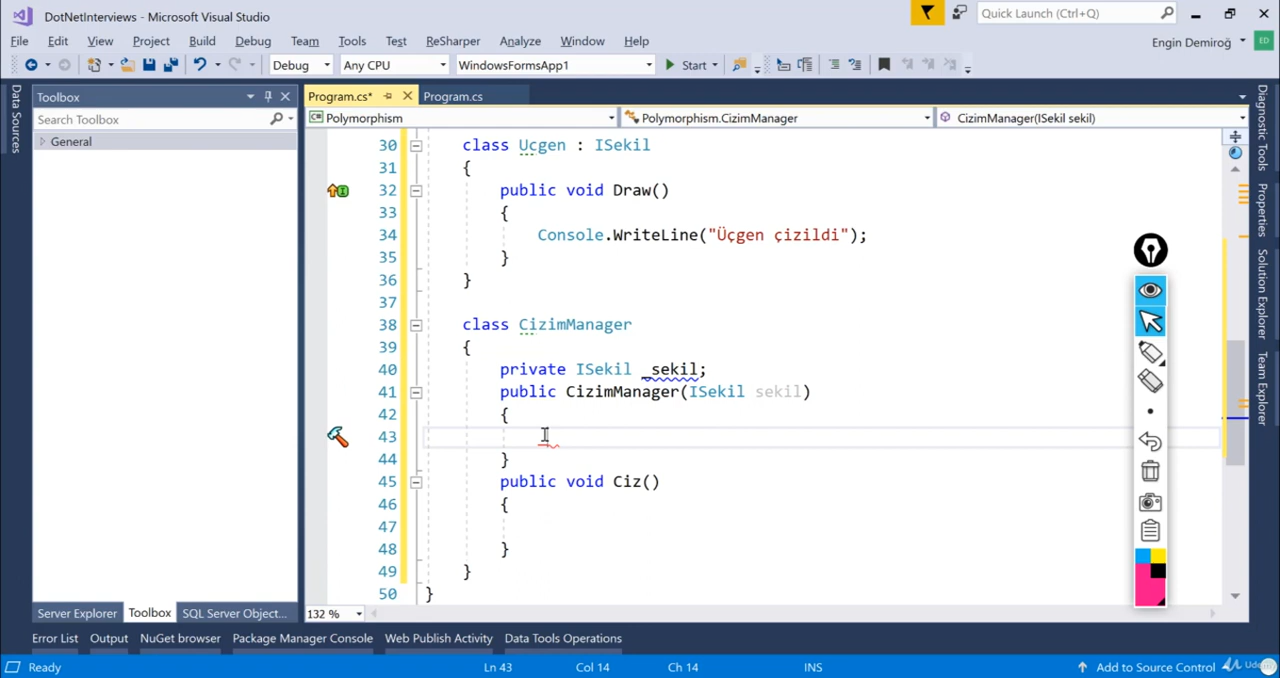 DotNetInterviews - Microsoft Visual Studio
Quick Launch (Ctrl+Q)
File Edit View Project Build Debug Team Tools Test ReSharper Analyze Window Help
Engin Demiroğ
ED
Debug Any CPU WindowsFormsApp1 Start
Data Sources
Toolbox
Search Toolbox
General
Program.cs* Program.cs
Polymorphism Polymorphism.CizimManager CizimManager(ISekil sekil)
30 class Ucgen : ISekil
31 {
32 public void Draw()
33 {
34 Console.WriteLine("Üçgen çizildi");
35 }
36 }
37
38 class CizimManager
39 {
40 private ISekil _sekil;
41 public CizimManager(ISekil sekil)
42 {
43
44 }
45 public void Ciz()
46 {
47
48 }
49 }
50 }
Diagnostic Tools
Properties
Solution Explorer
Team Explorer
Server Explorer Toolbox SQL Server Object...
132 %
Error List Output NuGet browser Package Manager Console Web Publish Activity Data Tools Operations
Ready Ln 43 Col 14 Ch 14 INS Add to Source Control
Udemy